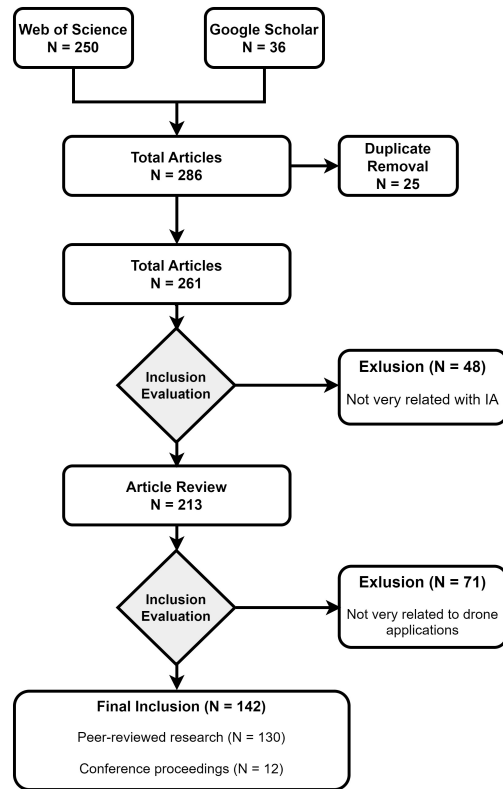 Web of Science
N = 250
Google Scholar
N = 36
Total Articles
N = 286
Duplicate
Removal
N = 25
Total Articles
N = 261
Inclusion
Evaluation
Exlusion (N = 48)
Not very related with IA
Article Review
N = 213
Inclusion
Evaluation
Exlusion (N = 71)
Not very related to drone
applications
Final Inclusion (N = 142)
Peer-reviewed research (N = 130)
Conference proceedings (N = 12)